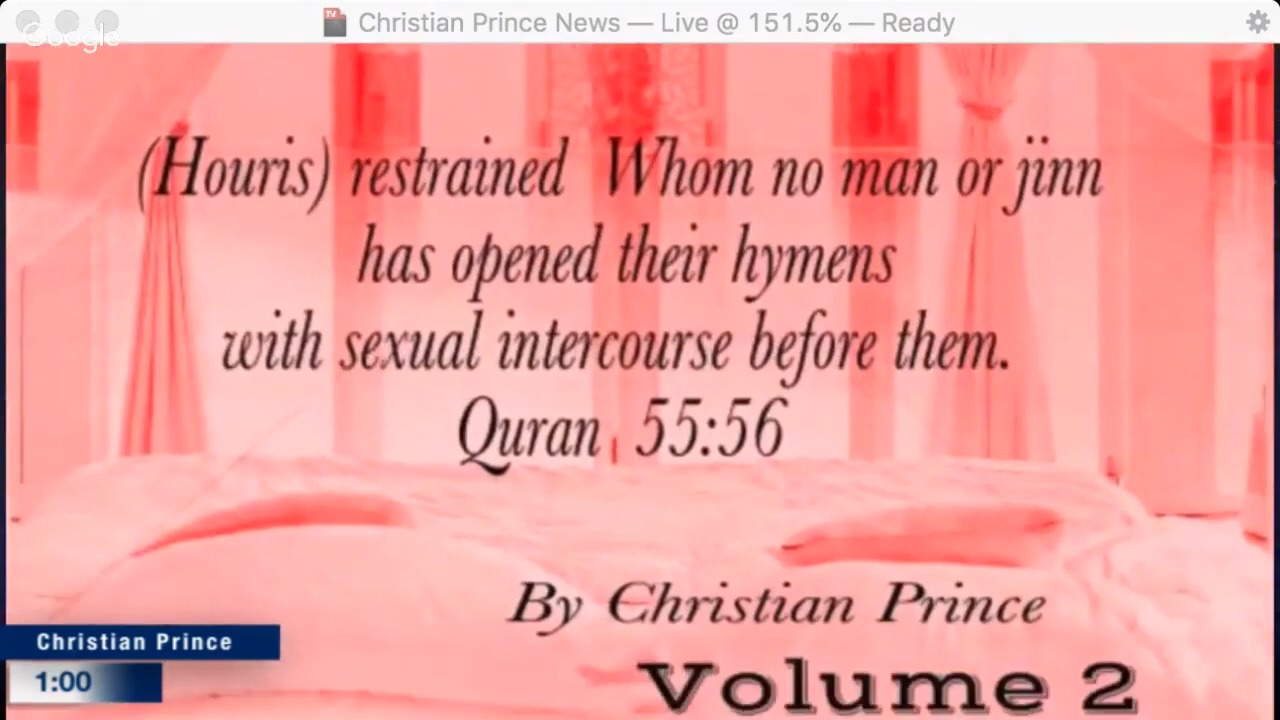 Christian Prince News — Live @ 151.5% — Ready
Google
(Houris) restrained Whom no man or jinn
has opened their hymens
with sexual intercourse before them.
Quran 55:56
By Christian Prince
Volume 2
Christian Prince
1:00